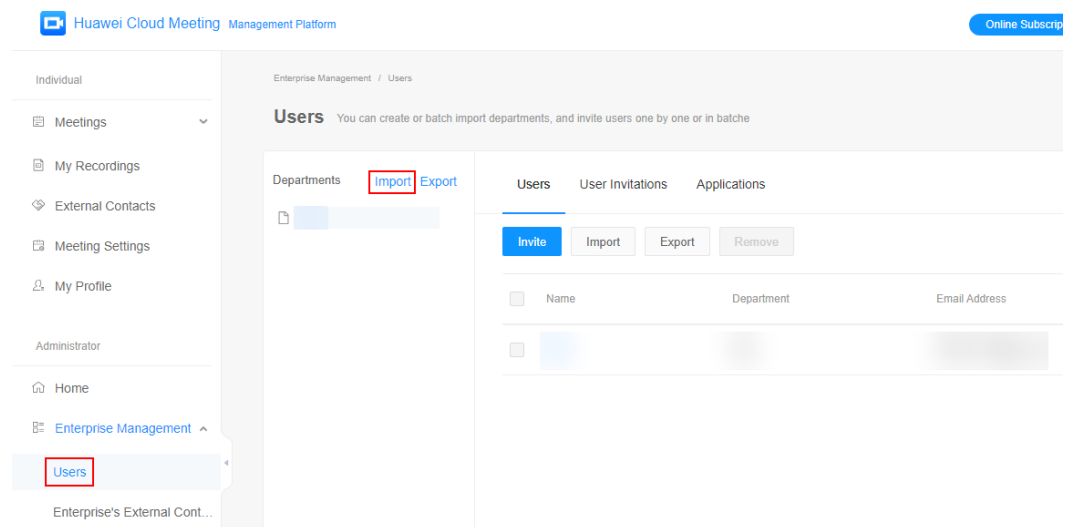 Huawei Cloud Meeting Management Platform
Online Subscrip
Individual
Meetings
My Recordings
External Contacts
Meeting Settings
My Profile
Administrator
Home
Enterprise Management
Users
Enterprise's External Cont...
Enterprise Management / Users
Users You can create or batch import departments, and invite users one by one or in batche
Departments Import Export
Users User Invitations Applications
Invite Import Export Remove
Name Department Email Address